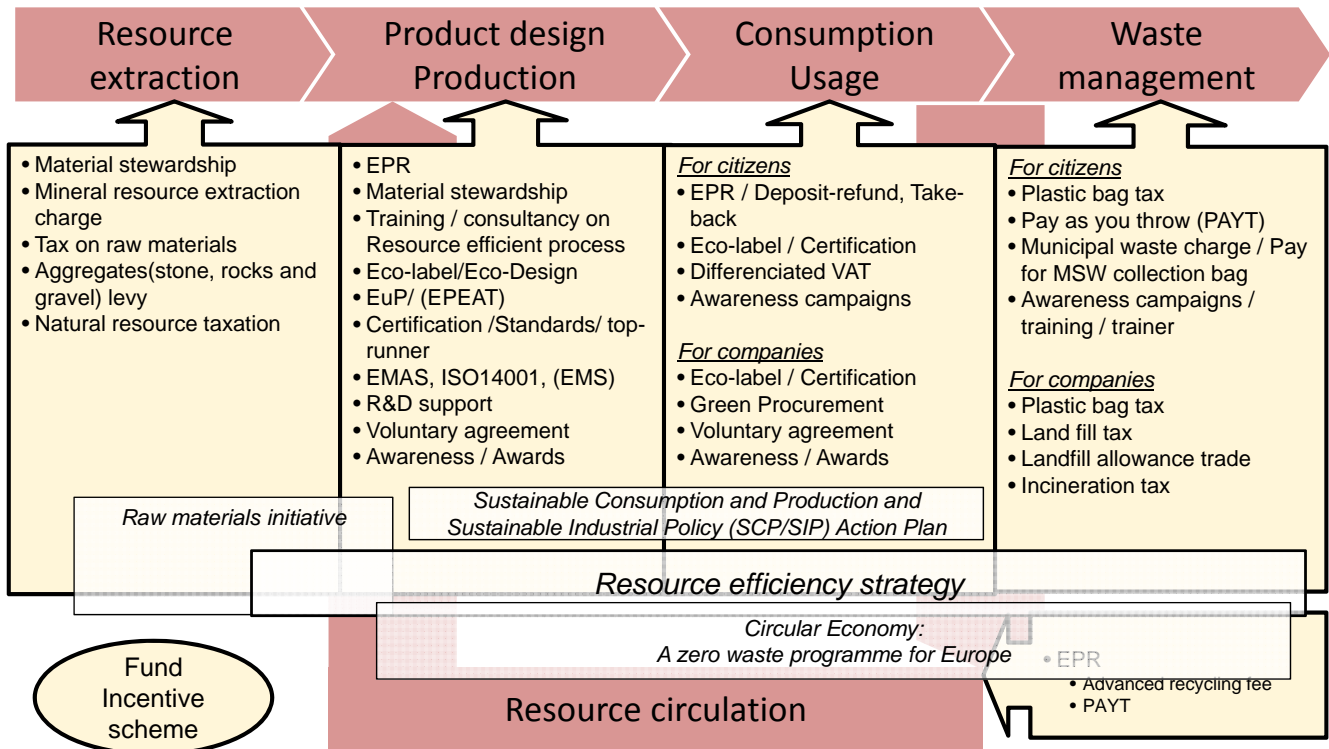 Resource
extraction
Product design
Production
Consumption
Usage
Waste
management
• Material stewardship
• Mineral resource extraction
charge
• Tax on raw materials
• Aggregates(stone, rocks and
gravel) levy
• Natural resource taxation
• EPR
• Material stewardship
• Training / consultancy on
Resource efficient process
• Eco-label/Eco-Design
• EuP/ (EPEAT)
• Certification /Standards/ top-
runner
• EMAS, ISO14001, (EMS)
• R&D support
• Voluntary agreement
• Awareness / Awards
For citizens
• EPR / Deposit-refund, Take-
back
• Eco-label / Certification
• Differenciated VAT
• Awareness campaigns
For companies
• Eco-label / Certification
• Green Procurement
• Voluntary agreement
• Awareness / Awards
For citizens
• Plastic bag tax
• Pay as you throw (PAYT)
• Municipal waste charge / Pay
for MSW collection bag
• Awareness campaigns /
training / trainer
For companies
• Plastic bag tax
• Land fill tax
• Landfill allowance trade
• Incineration tax
Raw materials initiative
Sustainable Consumption and Production and
Sustainable Industrial Policy (SCP/SIP) Action Plan
Resource efficiency strategy
Circular Economy:
A zero waste programme for Europe
• EPR
• Advanced recycling fee
• PAYT
Fund
Incentive
scheme
Resource circulation